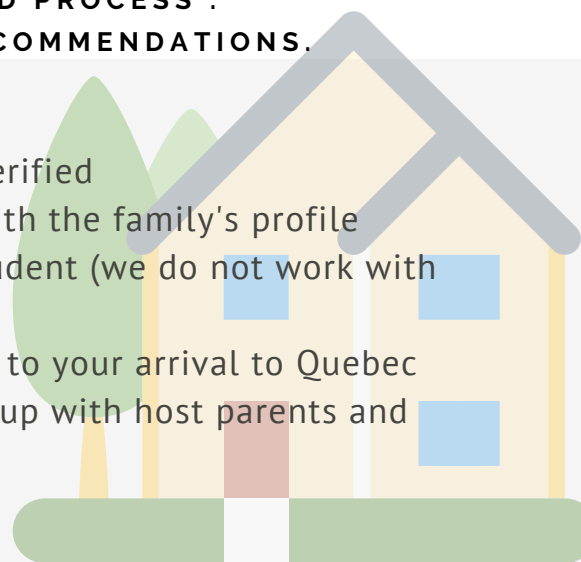 D PROCESS .
COMMENDATIONS.
erified
th the family's profile
udent (we do not work with
to your arrival to Quebec
up with host parents and